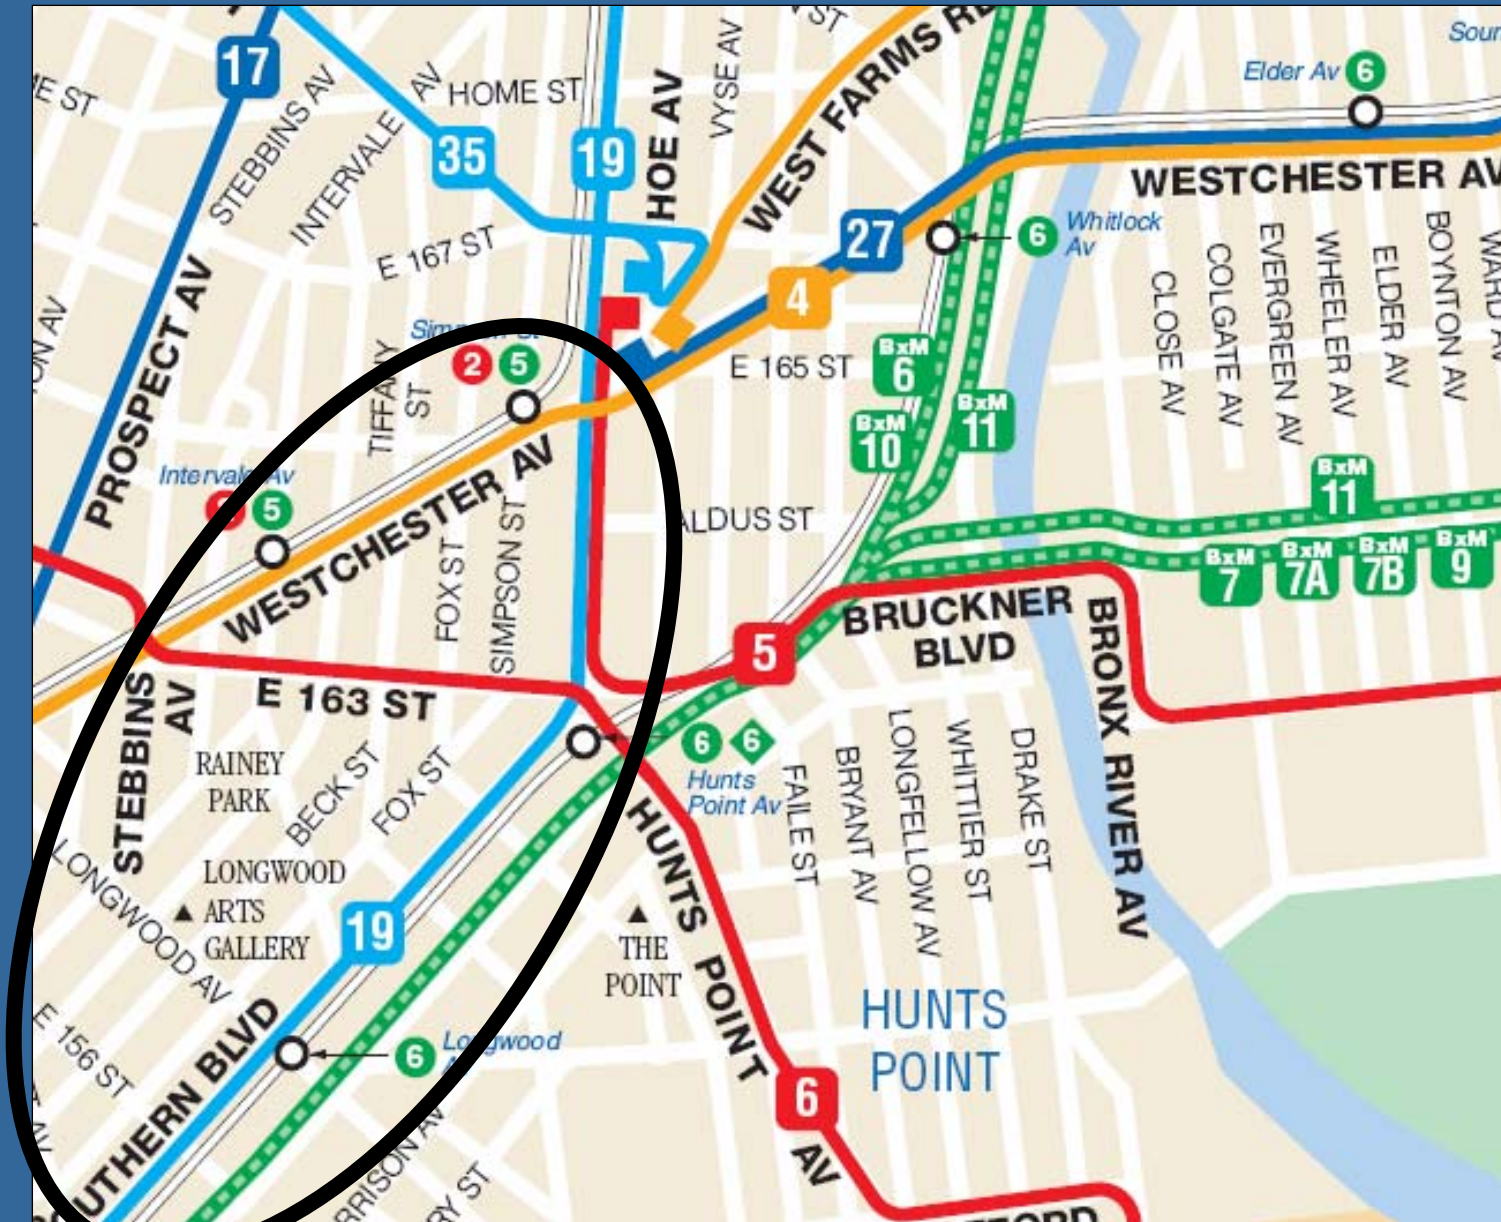 17
STEBBINS AV
INTERVALE AV
HOME ST
35
19
HOE AV
VYSE AV
ST
WEST FARMS RD
Elder Av 6
E 167 ST
27
4
6 Whitlock
Av
WESTCHESTER AV
CLOSE AV
COLGATE AV
EVERGREEN AV
WHEELER AV
ELDER AV
BOYNTON AV
WARD AV
PROSPECT AV
TIFFANY
ST
2 5
E 165 ST
BxM
6
BxM
10
BxM
11
Intervale Av
5
WESTCHESTER AV
FOX ST
SIMPSON ST
ALDUS ST
BxM
11
BxM
7
BxM
7A
BxM
7B
BxM
9
5
BRUCKNER
BLVD
BRONX RIVER AV
E 163 ST
STEBBINS
AV
RAINEY
PARK
BECK ST
FOX ST
6 6
Hunts
Point Av
FAILE ST
BRYANT AV
LONGFELLOW AV
WHITTIER ST
DRAKE ST
LONGWOOD AV
LONGWOOD
ARTS
GALLERY
19
THE
POINT
HUNTS POINT AV
HUNTS
POINT
E 156 ST
6 Longwood
6